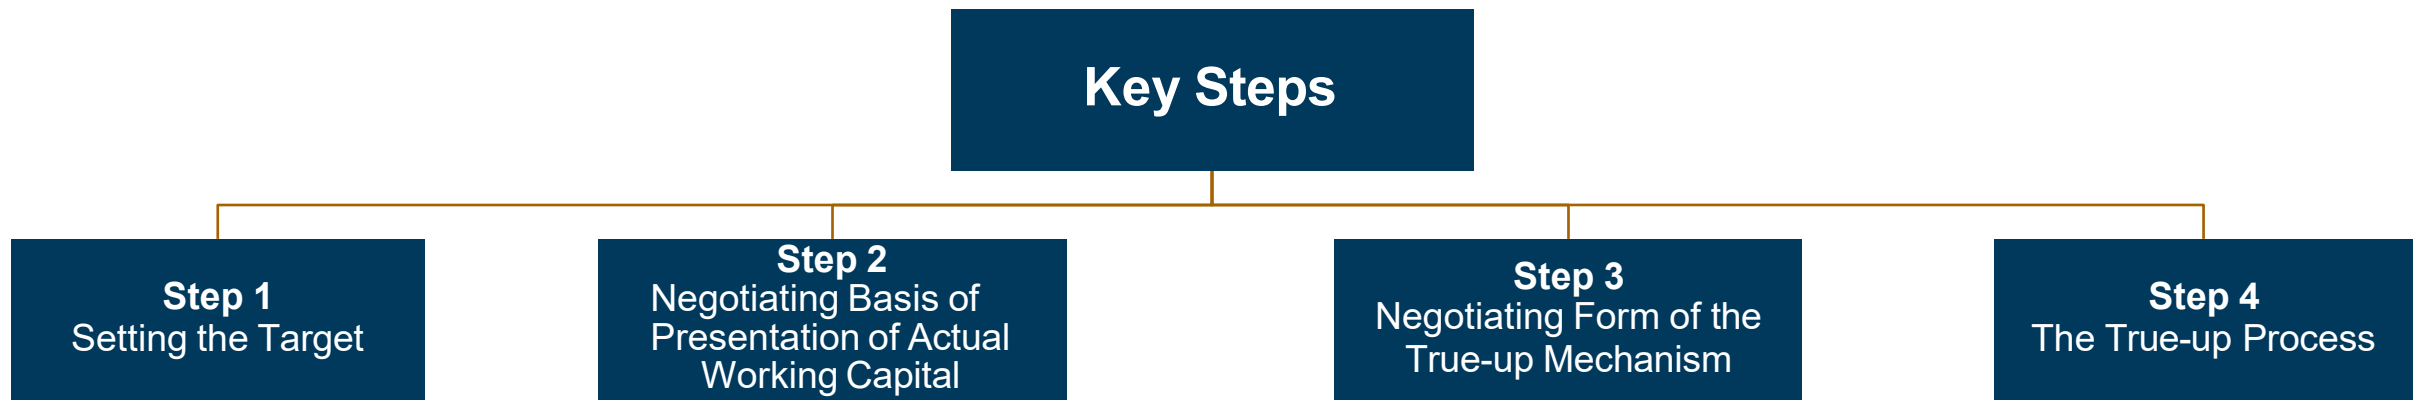 Key Steps
Step 1
Setting the Target
Step 2
Negotiating Basis of
Presentation of Actual
Working Capital
Step 3
Negotiating Form of the
True-up Mechanism
Step 4
The True-up Process